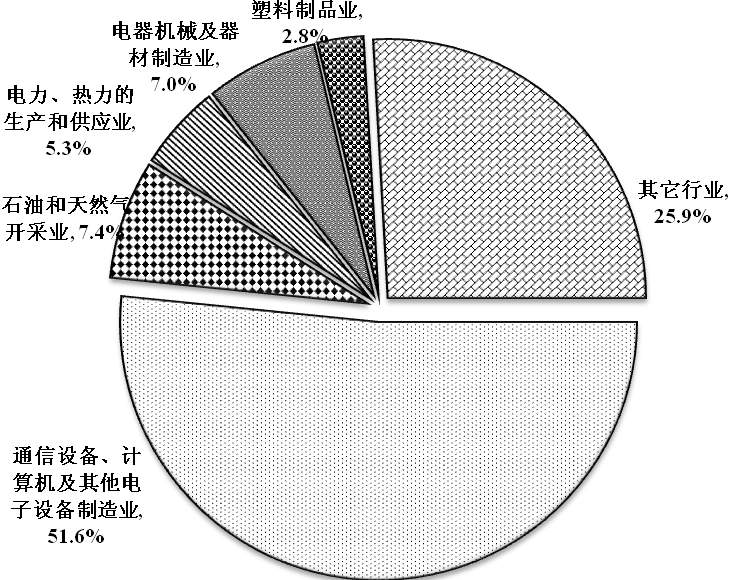 塑料制品业,
2.8%
电器机械及器
材制造业,
7.0%
电力、热力的
生产和供应业,
5.3%
石油和天然气
开采业, 7.4%
其它行业,
25.9%
通信设备、计
算机及其他电
子设备制造业,
51.6%